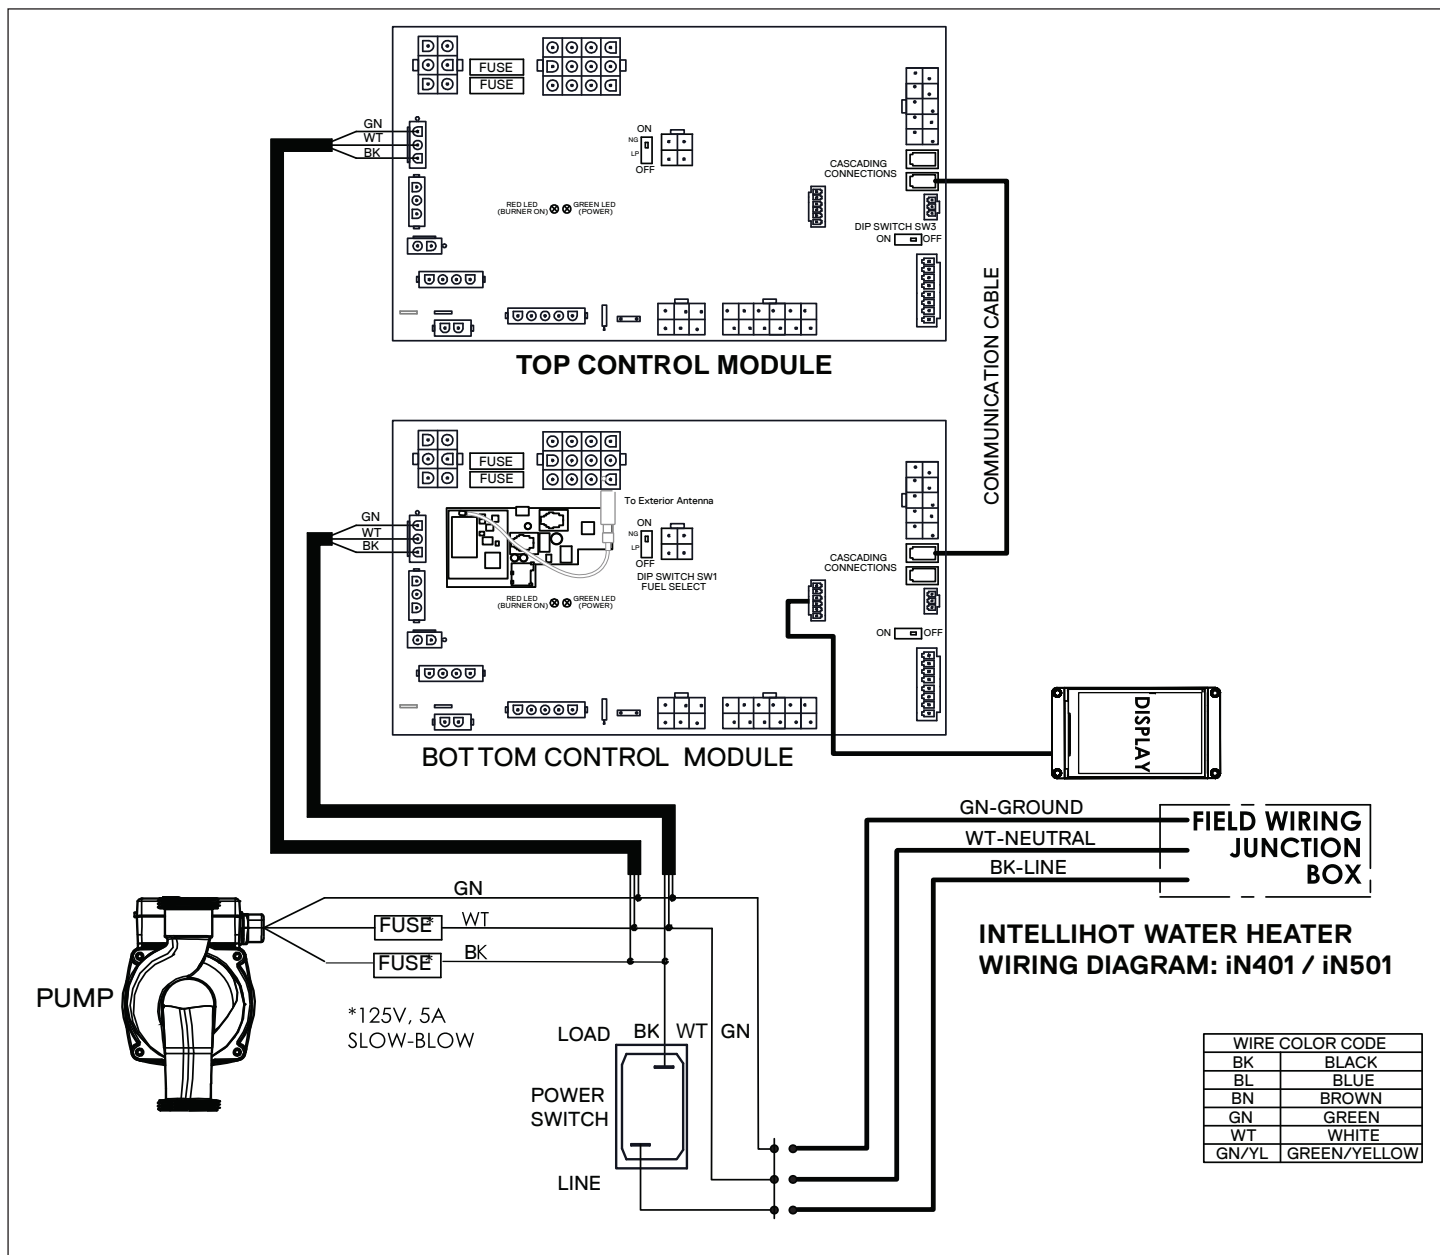 FUSE
FUSE
GN
WT
BK
ON
NG
LP
OFF
CASCADING
CONNECTIONS
RED LED
(BURNER ON)
GREEN LED
(POWER)
DIP SWITCH SW3
ON
OFF
TOP CONTROL MODULE
COMMUNICATION CABLE
FUSE
FUSE
To Exterior Antenna
GN
WT
BK
ON
NG
LP
OFF
DIP SWITCH SW1
FUEL SELECT
CASCADING
CONNECTIONS
RED LED
(BURNER ON)
GREEN LED
(POWER)
ON
OFF
BOTTOM CONTROL MODULE
DISPLAY
GN-GROUND
WT-NEUTRAL
BK-LINE
FIELD WIRING
JUNCTION
BOX
GN
FUSE*
WT
FUSE*
BK
PUMP
*125V, 5A
SLOW-BLOW
INTELLIHOT WATER HEATER
WIRING DIAGRAM: iN401 / iN501
LOAD
BK
WT
GN
POWER
SWITCH
LINE
WIRE COLOR CODE
BK BLACK
BL BLUE
BN BROWN
GN GREEN
WT WHITE
GN/YL GREEN/YELLOW